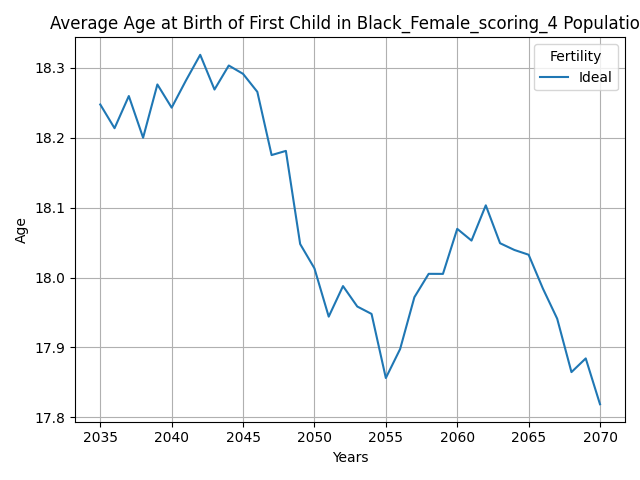 Average Age at Birth of First Child in Black_Female_scoring_4 Populatio
Fertility
Ideal
18.3
18.2
18.1
18.0
17.9
17.8
Age
2035 2040 2045 2050 2055 2060 2065 2070
Years